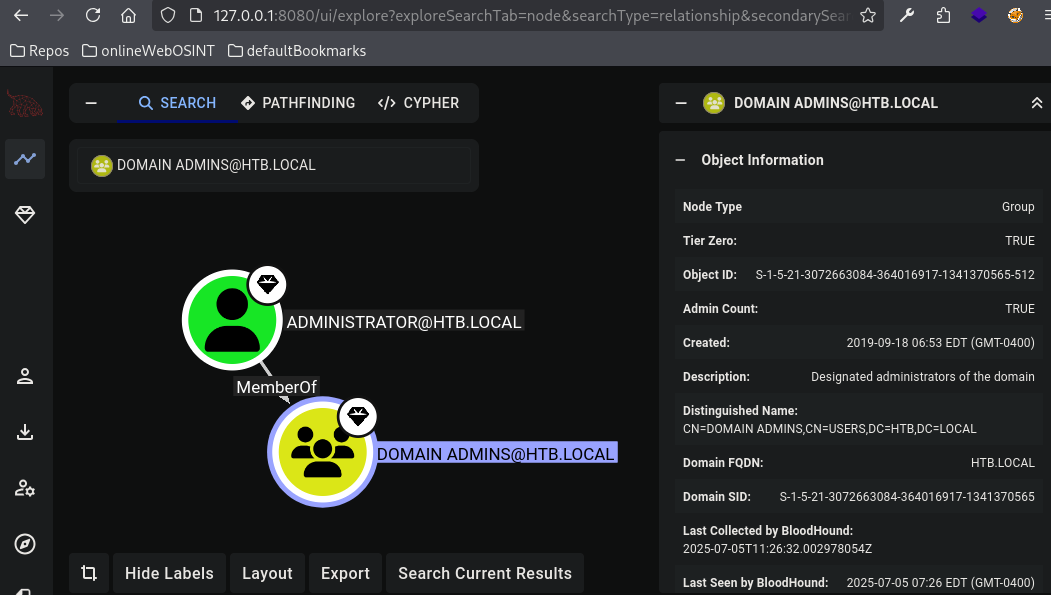 127.0.0.1:8080/ui/explore?exploreSearchTab=node&searchType=relationship&secondarySear
Repos onlineWebOSINT defaultBookmarks
SEARCH PATHFINDING </> CYPHER
DOMAIN ADMINS@HTB.LOCAL
ADMINISTRATOR@HTB.LOCAL
MemberOf
DOMAIN ADMINS@HTB.LOCAL
Hide Labels Layout Export Search Current Results
DOMAIN ADMINS@HTB.LOCAL
Object Information
Node Type Group
Tier Zero: TRUE
Object ID: S-1-5-21-3072663084-364016917-1341370565-512
Admin Count: TRUE
Created: 2019-09-18 06:53 EDT (GMT-0400)
Description: Designated administrators of the domain
Distinguished Name:
CN=DOMAIN ADMINS,CN=USERS,DC=HTB,DC=LOCAL
Domain FQDN: HTB.LOCAL
Domain SID: S-1-5-21-3072663084-364016917-1341370565
Last Collected by BloodHound:
2025-07-05T11:26:32.002978054Z
Last Seen by BloodHound: 2025-07-05 07:26 EDT (GMT-0400)